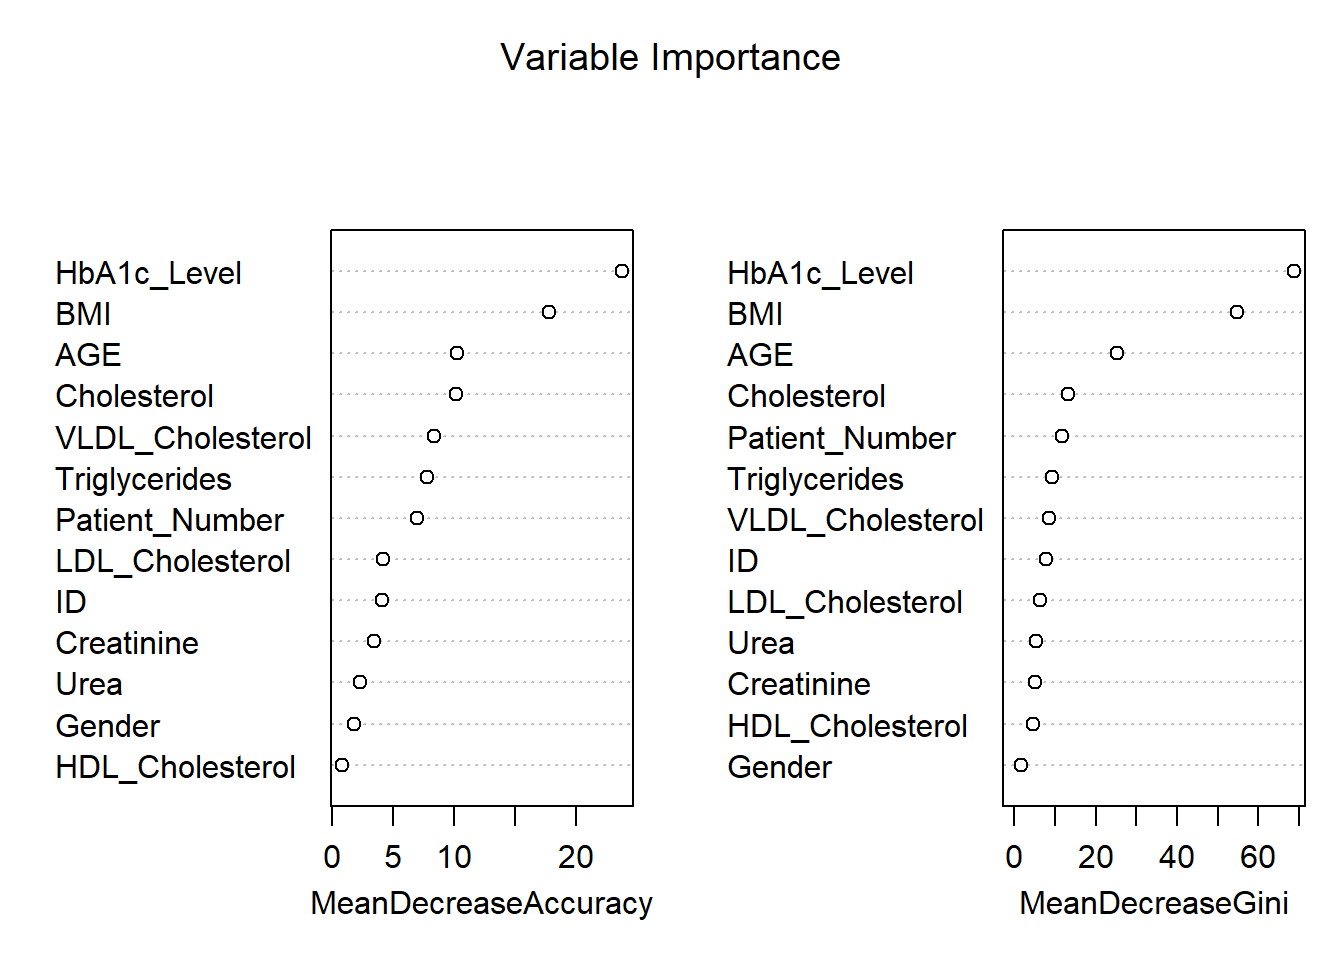 Variable Importance
HbA1c_Level
BMI
AGE
Cholesterol
VLDL_Cholesterol
Triglycerides
Patient_Number
LDL_Cholesterol
ID
Creatinine
Urea
Gender
HDL_Cholesterol
0 5 10 20
MeanDecreaseAccuracy
HbA1c_Level
BMI
AGE
Cholesterol
Patient_Number
Triglycerides
VLDL_Cholesterol
ID
LDL_Cholesterol
Urea
Creatinine
HDL_Cholesterol
Gender
0 20 40 60
MeanDecreaseGini